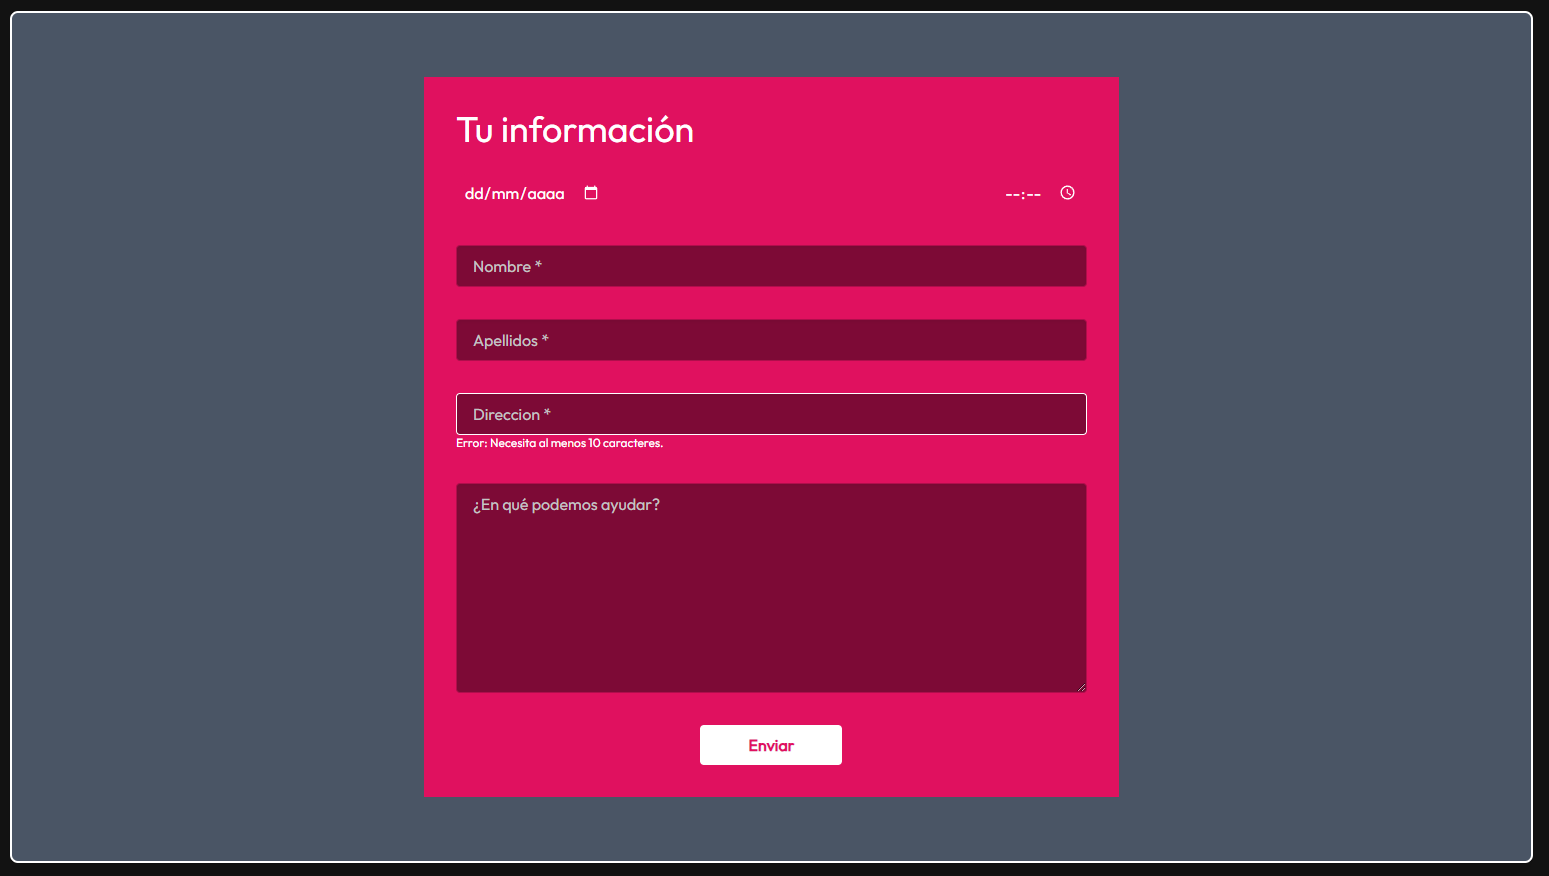 Tu información
dd/mm/aaaa --:--
Nombre *
Apellidos *
Direccion *
Error: Necesita al menos 10 caracteres.
¿En qué podemos ayudar?
Enviar